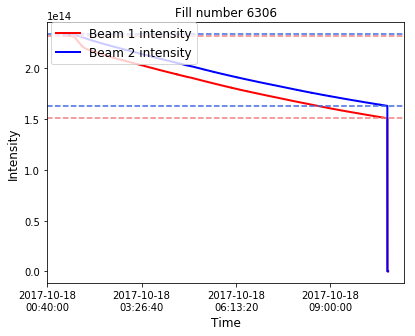 Fill number 6306
1e14
Beam 1 intensity
Beam 2 intensity
2.0
1.5
1.0
0.5
0.0
Intensity
2017-10-18
00:40:00
2017-10-18
03:26:40
2017-10-18
06:13:20
2017-10-18
09:00:00
Time